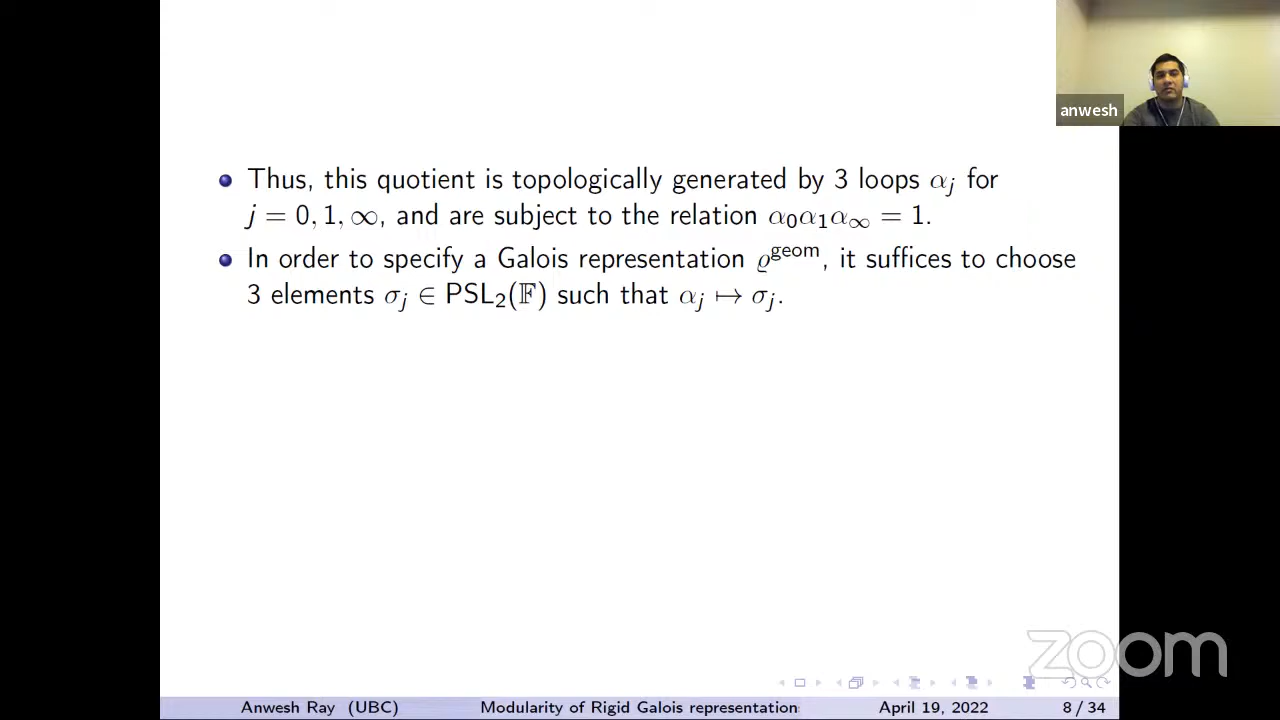 anwesh
Thus, this quotient is topologically generated by 3 loops αⱼ for
j = 0, 1, ∞, and are subject to the relation α₀α₁α∞ = 1.
In order to specify a Galois representation ϱ^geom, it suffices to choose
3 elements σⱼ ∈ PSL₂(𝔽) such that αⱼ ↦ σⱼ.
zoom
Anwesh Ray (UBC) Modularity of Rigid Galois representation April 19, 2022 8 / 34